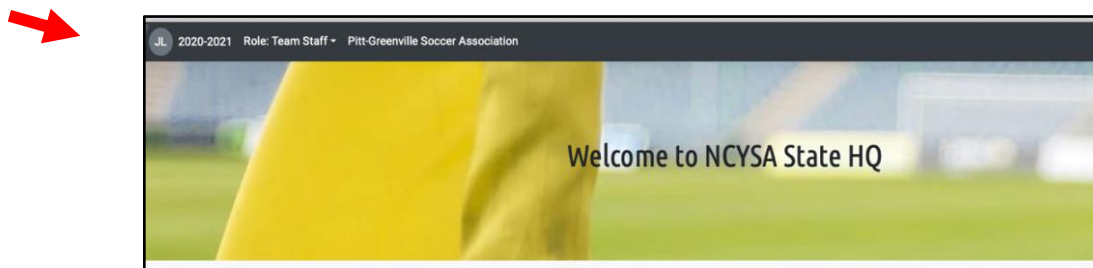 JL 2020-2021 Role: Team Staff Pitt-Greenville Soccer Association
Welcome to NCYSA State HQ